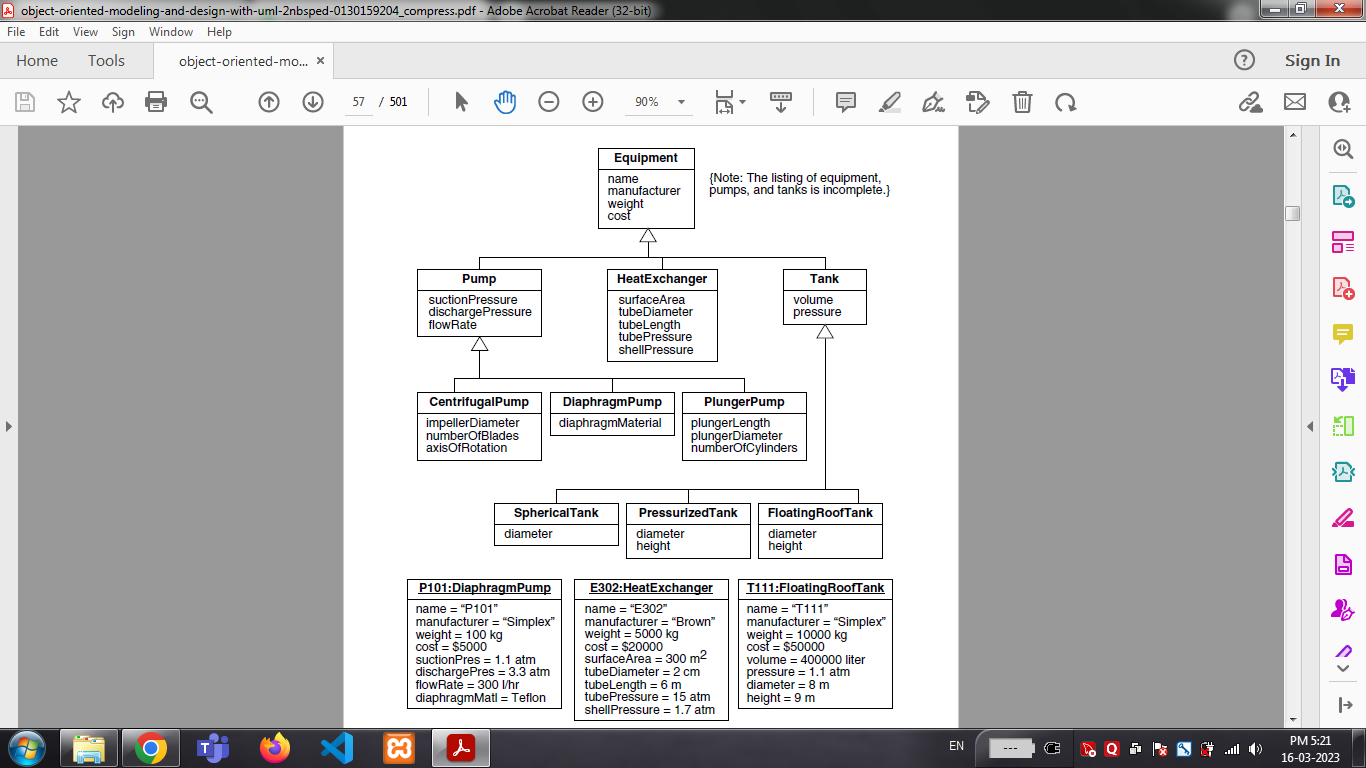 object-oriented-modeling-and-design-with-uml-2nbsped-0130159204_compress.pdf - Adobe Acrobat Reader (32-bit)
File Edit View Sign Window Help
Home Tools object-oriented-mo... × Sign In
57 / 501 90%
Equipment
name
manufacturer
weight
cost
{Note: The listing of equipment,
pumps, and tanks is incomplete.}
Pump
suctionPressure
dischargePressure
flowRate
HeatExchanger
surfaceArea
tubeDiameter
tubeLength
tubePressure
shellPressure
Tank
volume
pressure
CentrifugalPump
impellerDiameter
numberOfBlades
axisOfRotation
DiaphragmPump
diaphragmMaterial
PlungerPump
plungerLength
plungerDiameter
numberOfCylinders
SphericalTank
diameter
PressurizedTank
diameter
height
FloatingRoofTank
diameter
height
P101:DiaphragmPump
name = “P101”
manufacturer = “Simplex”
weight = 100 kg
cost = $5000
suctionPres = 1.1 atm
dischargePres = 3.3 atm
flowRate = 300 l/hr
diaphragmMatl = Teflon
E302:HeatExchanger
name = “E302”
manufacturer = “Brown”
weight = 5000 kg
cost = $20000
surfaceArea = 300 m²
tubeDiameter = 2 cm
tubeLength = 6 m
tubePressure = 15 atm
shellPressure = 1.7 atm
T111:FloatingRoofTank
name = “T111”
manufacturer = “Simplex”
weight = 10000 kg
cost = $50000
volume = 400000 liter
pressure = 1.1 atm
diameter = 8 m
height = 9 m
EN
---
PM 5:21
16-03-2023